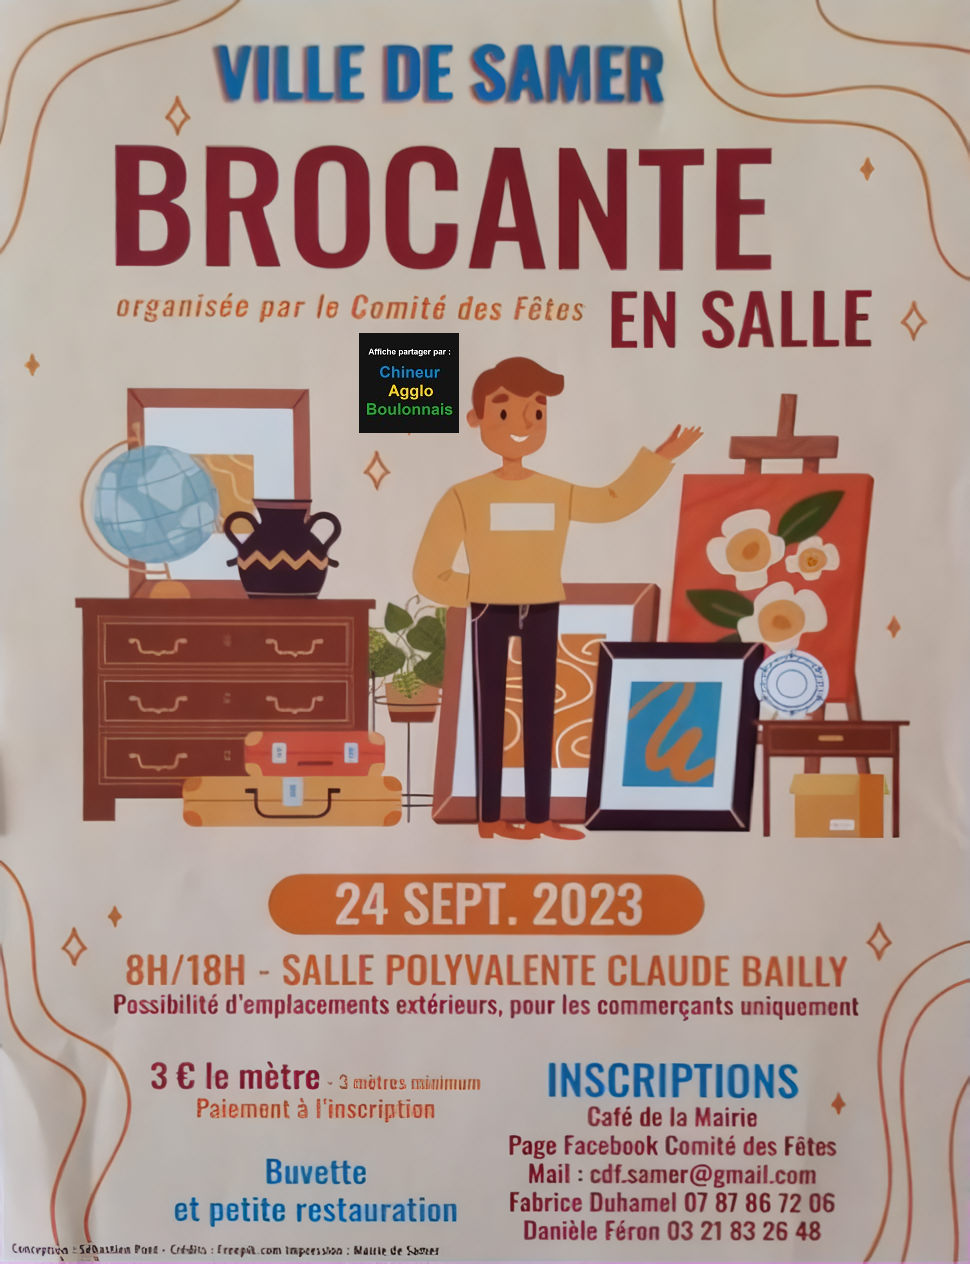 VILLE DE SAMER
BROCANTE
organisée par le Comité des Fêtes
EN SALLE
Affiche partager par :
Chineur
Agglo
Boulonnais
24 SEPT. 2023
8H/18H - SALLE POLYVALENTE CLAUDE BAILLY
Possibilité d'emplacements extérieurs, pour les commerçants uniquement
3 € le mètre - 3 mètres minimum
Paiement à l'inscription
Buvette
et petite restauration
INSCRIPTIONS
Café de la Mairie
Page Facebook Comité des Fêtes
Mail : cdf.samer@gmail.com
Fabrice Duhamel 07 87 86 72 06
Danièle Féron 03 21 83 26 48
Conception : Sébastien - Crédits : Freepik.com Impression : Mairie de Samer